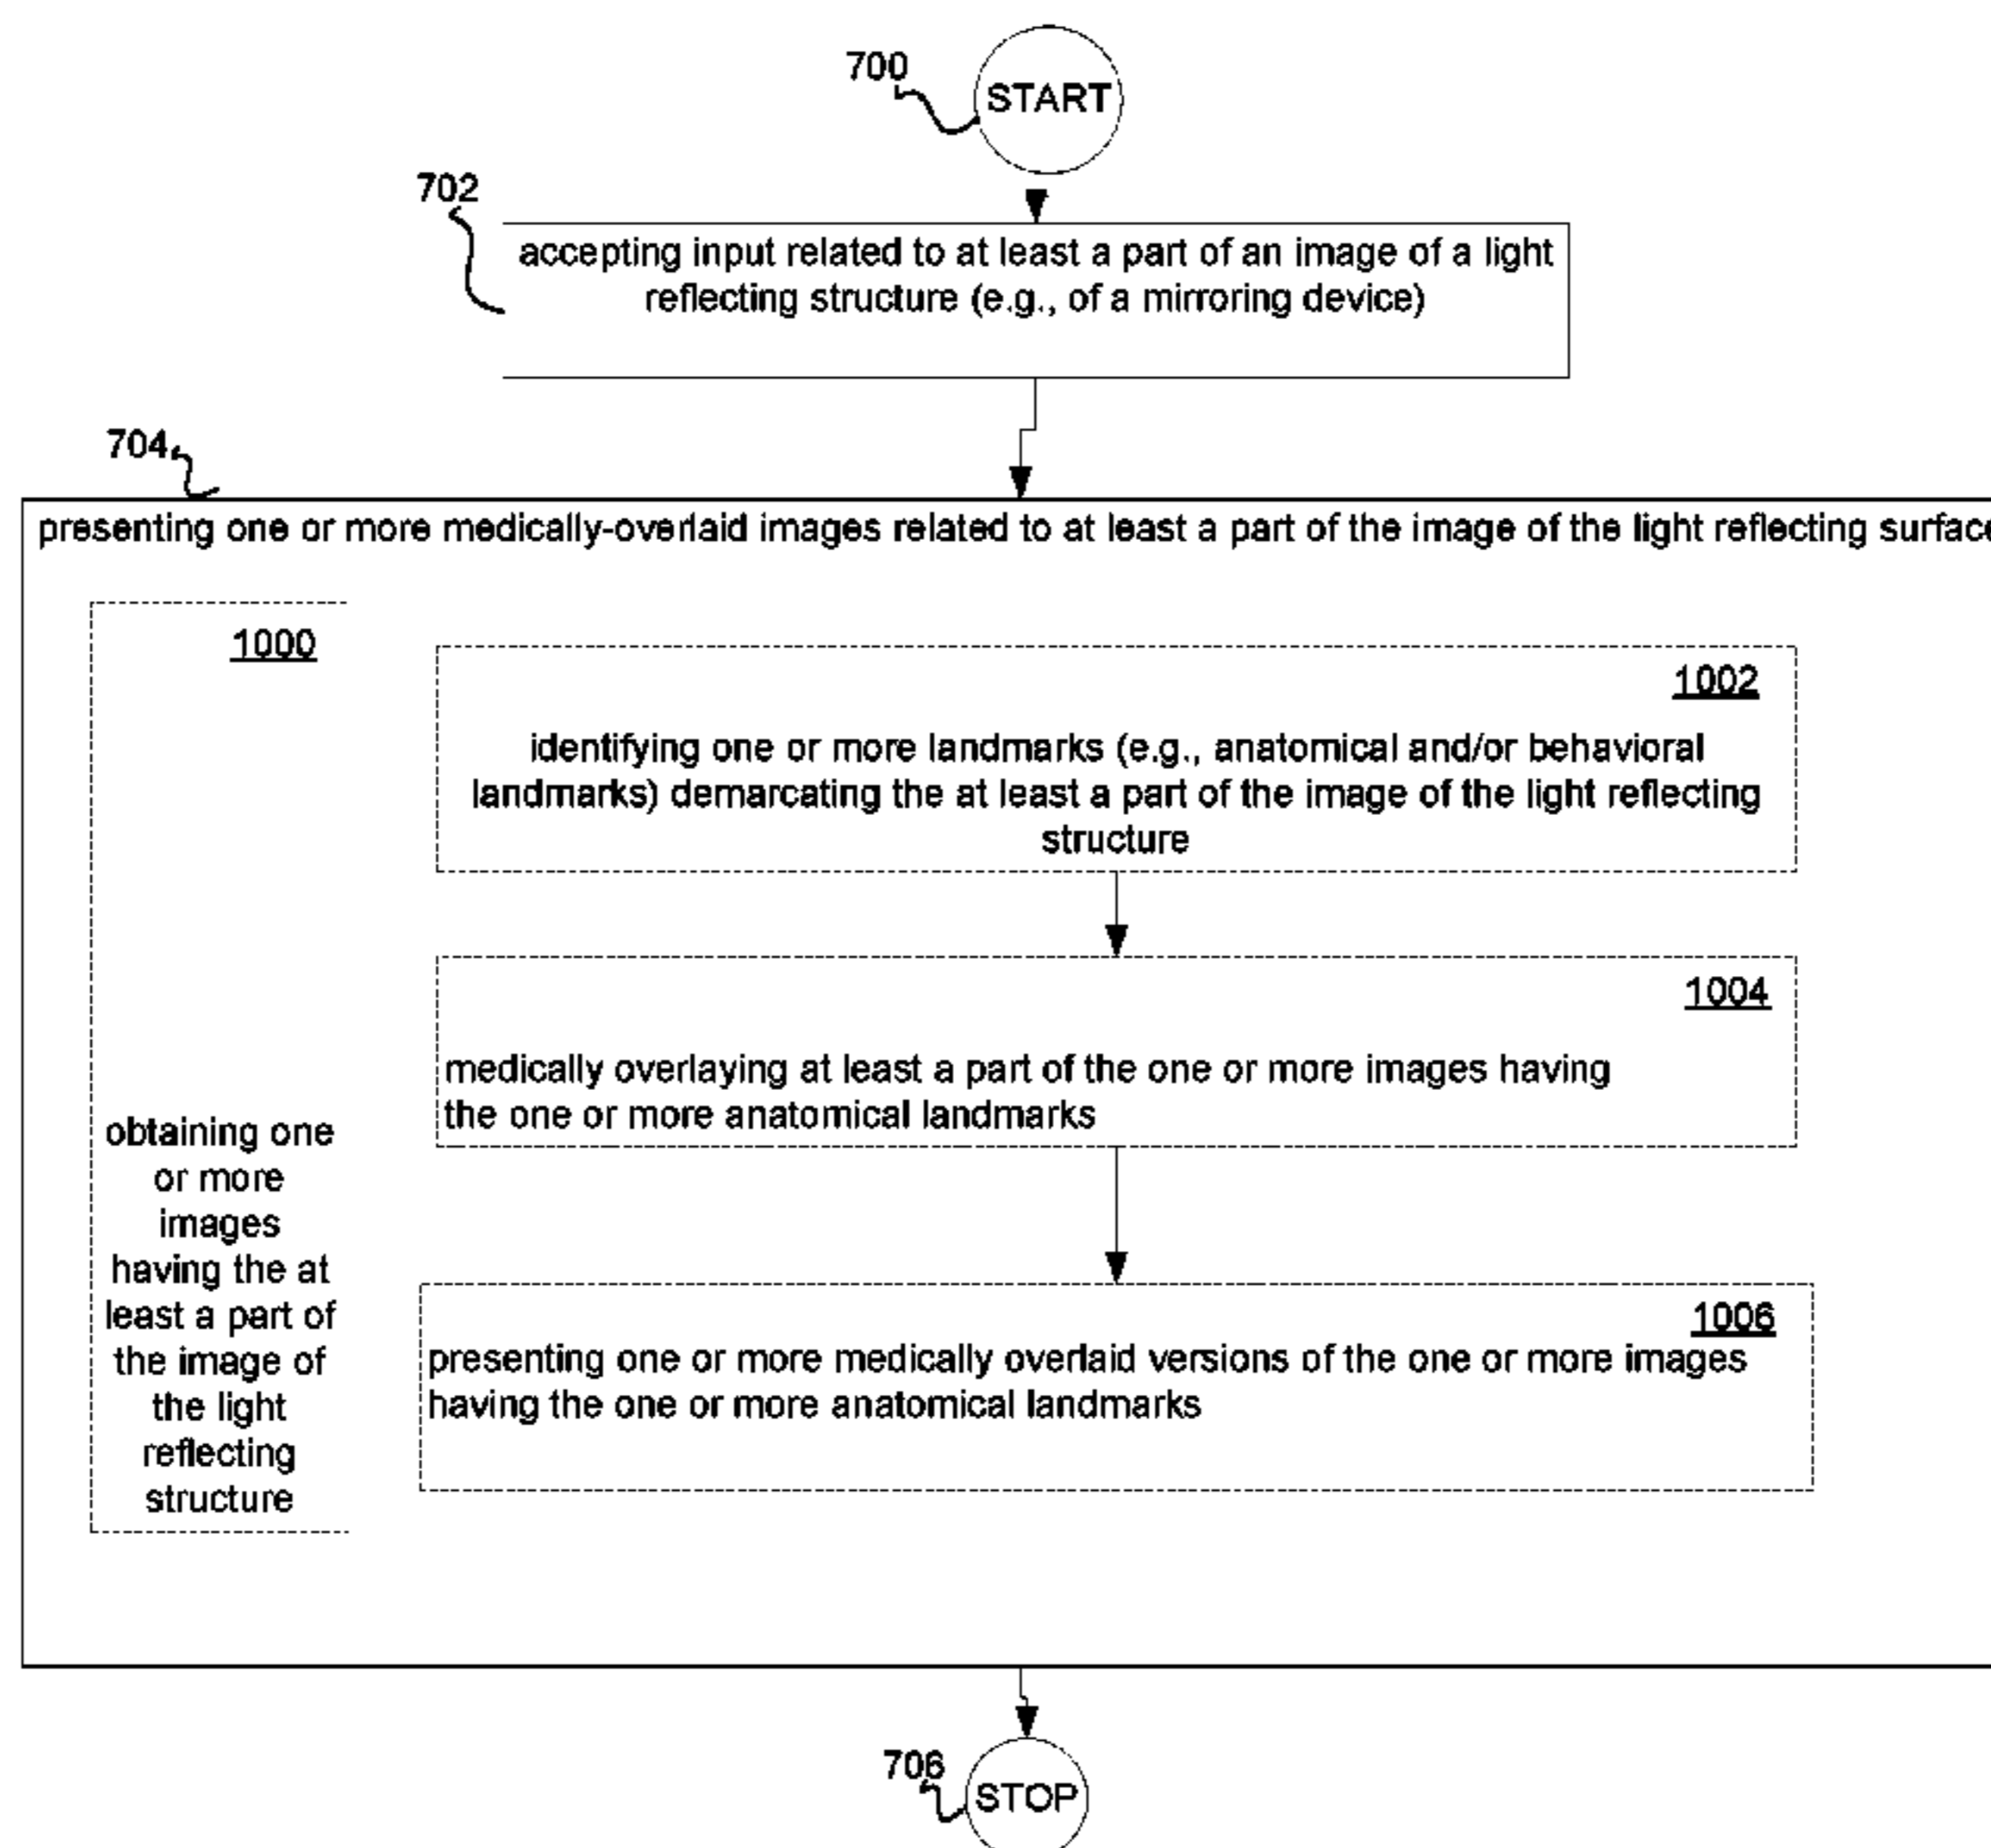 700
START
702
accepting input related to at least a part of an image of a light
reflecting structure (e.g., of a mirroring device)
704
presenting one or more medically-overlaid images related to at least a part of the image of the light reflecting surface
1000
obtaining one
or more
images
having the at
least a part of
the image of
the light
reflecting
structure
1002
identifying one or more landmarks (e.g., anatomical and/or behavioral
landmarks) demarcating the at least a part of the image of the light reflecting
structure
1004
medically overlaying at least a part of the one or more images having
the one or more anatomical landmarks
1006
presenting one or more medically overlaid versions of the one or more images
having the one or more anatomical landmarks
706
STOP